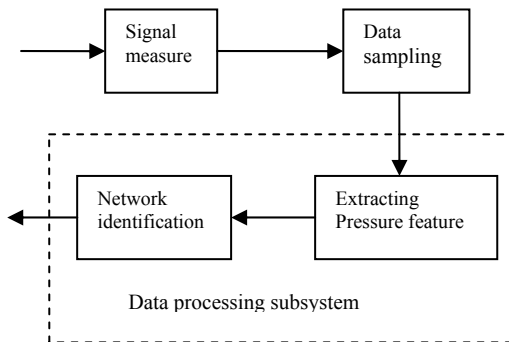 Signal
measure
Data
sampling
Network
identification
Extracting
Pressure feature
Data processing subsystem